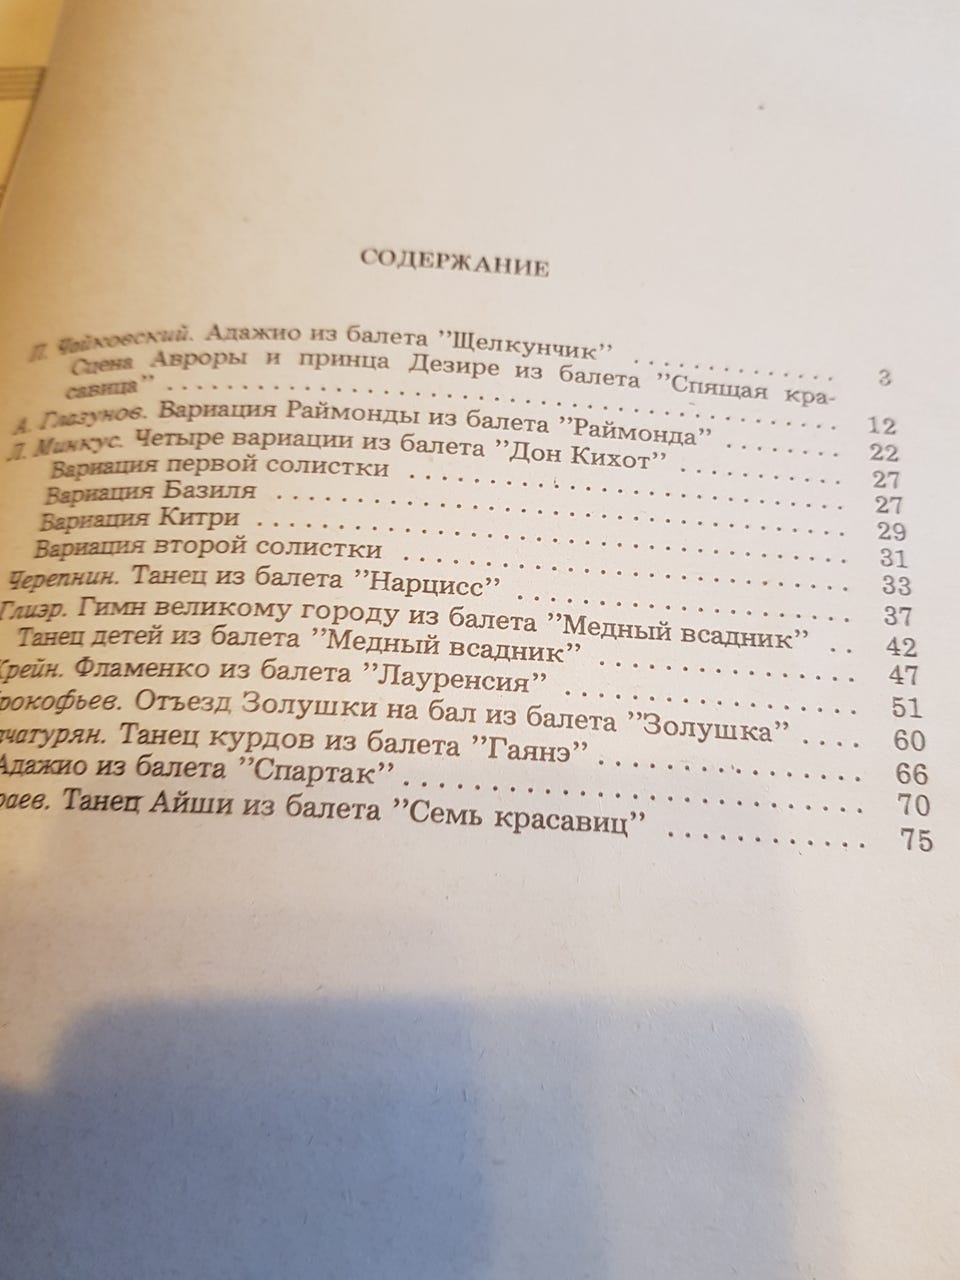 СОДЕРЖАНИЕ
П. Чайковский. Адажио из балета "Щелкунчик" . . . . . . . . . . . . 3
Сцена Авроры и принца Дезире из балета "Спящая кра-
савица" . . . . . . . . . . . . . . . . . . . . . . . . . . . . . . . . . . . . . . . . 12
А. Глазунов. Вариация Раймонды из балета "Раймонда" . . . . . . . 22
Л. Минкус. Четыре вариации из балета "Дон Кихот" . . . . . . . . . . 27
Вариация первой солистки . . . . . . . . . . . . . . . . . . . . . . . . . . 27
Вариация Базиля . . . . . . . . . . . . . . . . . . . . . . . . . . . . . . . . . . 29
Вариация Китри . . . . . . . . . . . . . . . . . . . . . . . . . . . . . . . . . . . 31
Вариация второй солистки . . . . . . . . . . . . . . . . . . . . . . . . . . 33
Черепнин. Танец из балета "Нарцисс" . . . . . . . . . . . . . . . . . . . . 37
Глиэр. Гимн великому городу из балета "Медный всадник" . . 42
Танец детей из балета "Медный всадник" . . . . . . . . . . . . . . . 47
Крейн. Фламенко из балета "Лауренсия" . . . . . . . . . . . . . . . . . 51
рокофьев. Отъезд Золушки на бал из балета "Золушка" . . . . 60
чатурян. Танец курдов из балета "Гаянэ" . . . . . . . . . . . . . . . 66
Адажио из балета "Спартак" . . . . . . . . . . . . . . . . . . . . . . . . . . 70
раев. Танец Айши из балета "Семь красавиц" . . . . . . . . . . . . 75